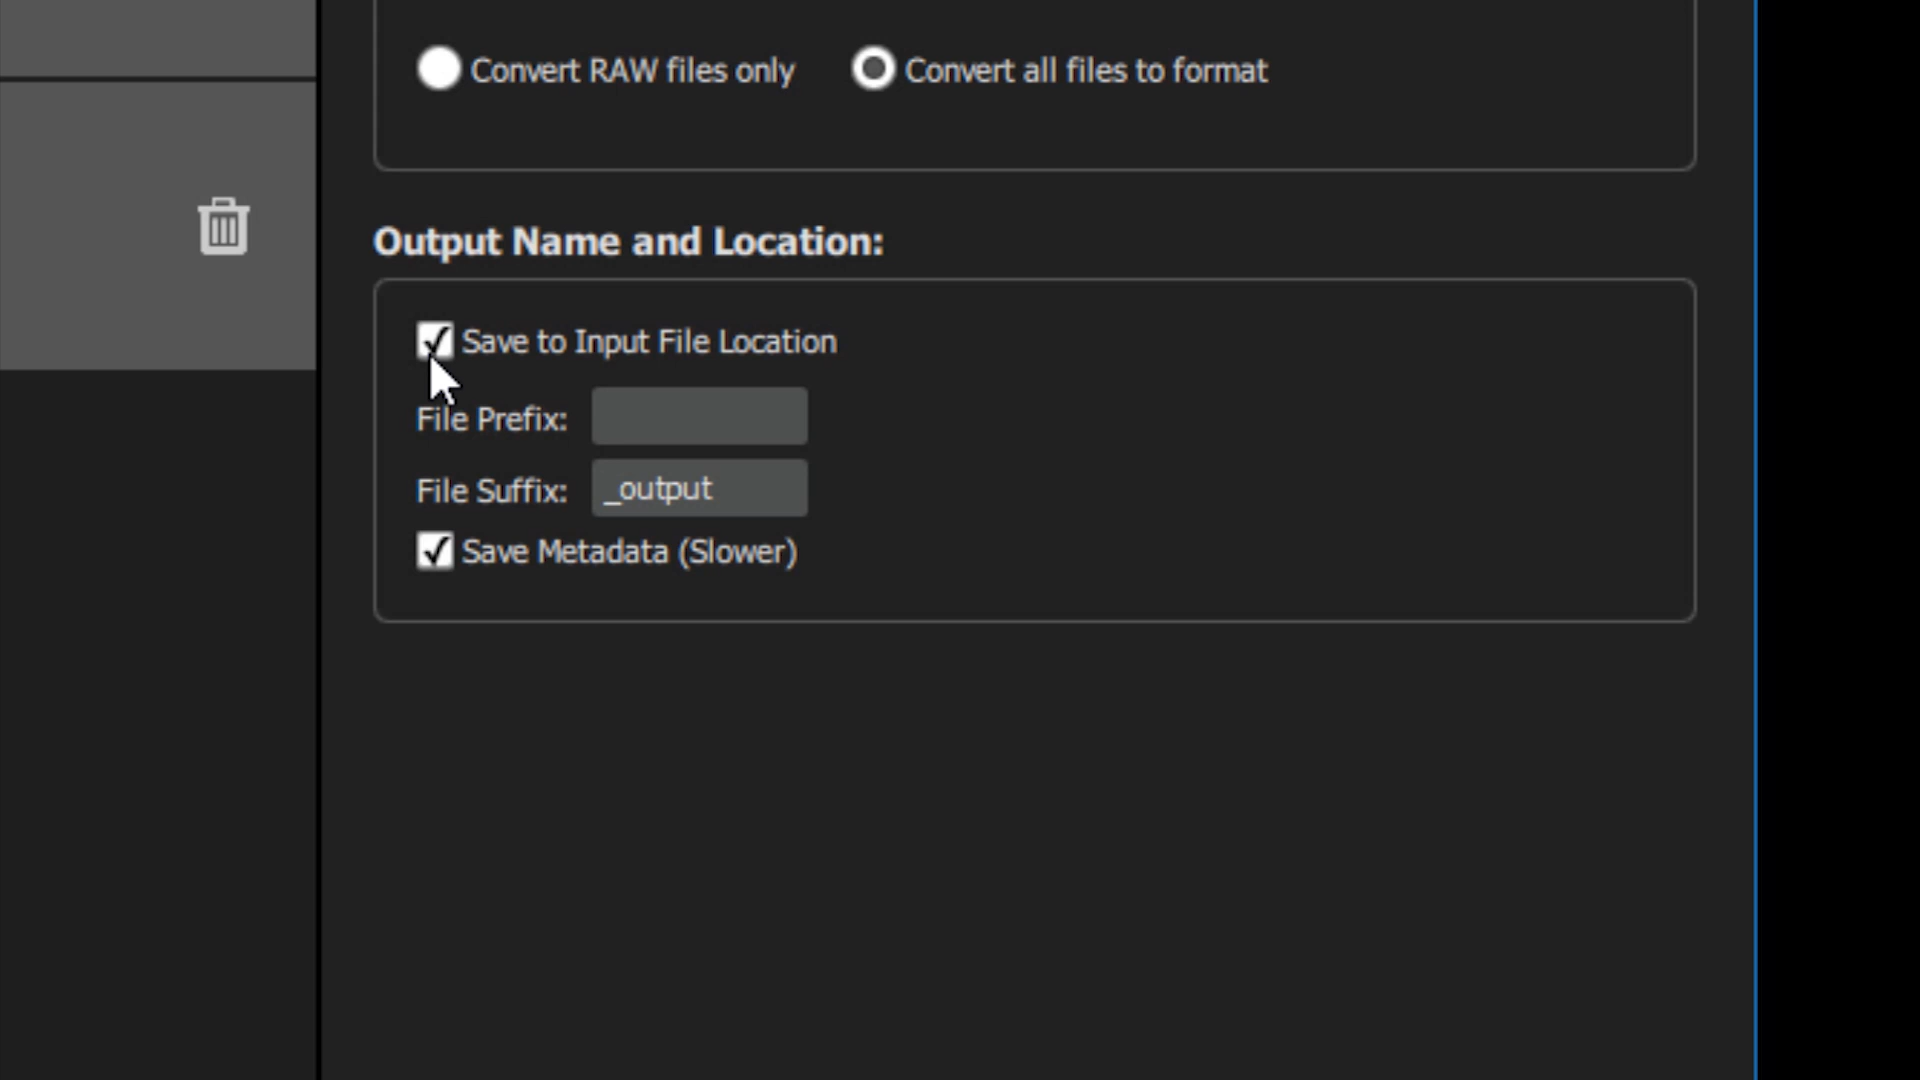 Convert RAW files only Convert all files to format
Output Name and Location:
Save to Input File Location
File Prefix:
File Suffix: _output
Save Metadata (Slower)